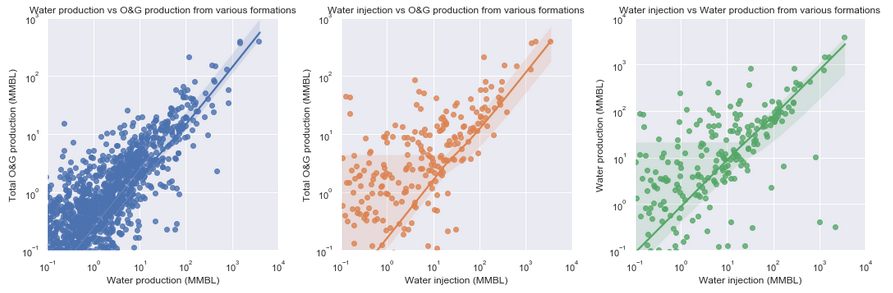 Water production vs O&G production from various formations
Total O&G production (MMBL)
10³
10²
10¹
10⁰
10⁻¹
10⁻¹ 10⁰ 10¹ 10² 10³ 10⁴
Water production (MMBL)
Water injection vs O&G production from various formations
Total O&G production (MMBL)
10³
10²
10¹
10⁰
10⁻¹
10⁻¹ 10⁰ 10¹ 10² 10³ 10⁴
Water injection (MMBL)
Water injection vs Water production from various formations
Water production (MMBL)
10⁴
10³
10²
10¹
10⁰
10⁻¹
10⁻¹ 10⁰ 10¹ 10² 10³ 10⁴
Water injection (MMBL)